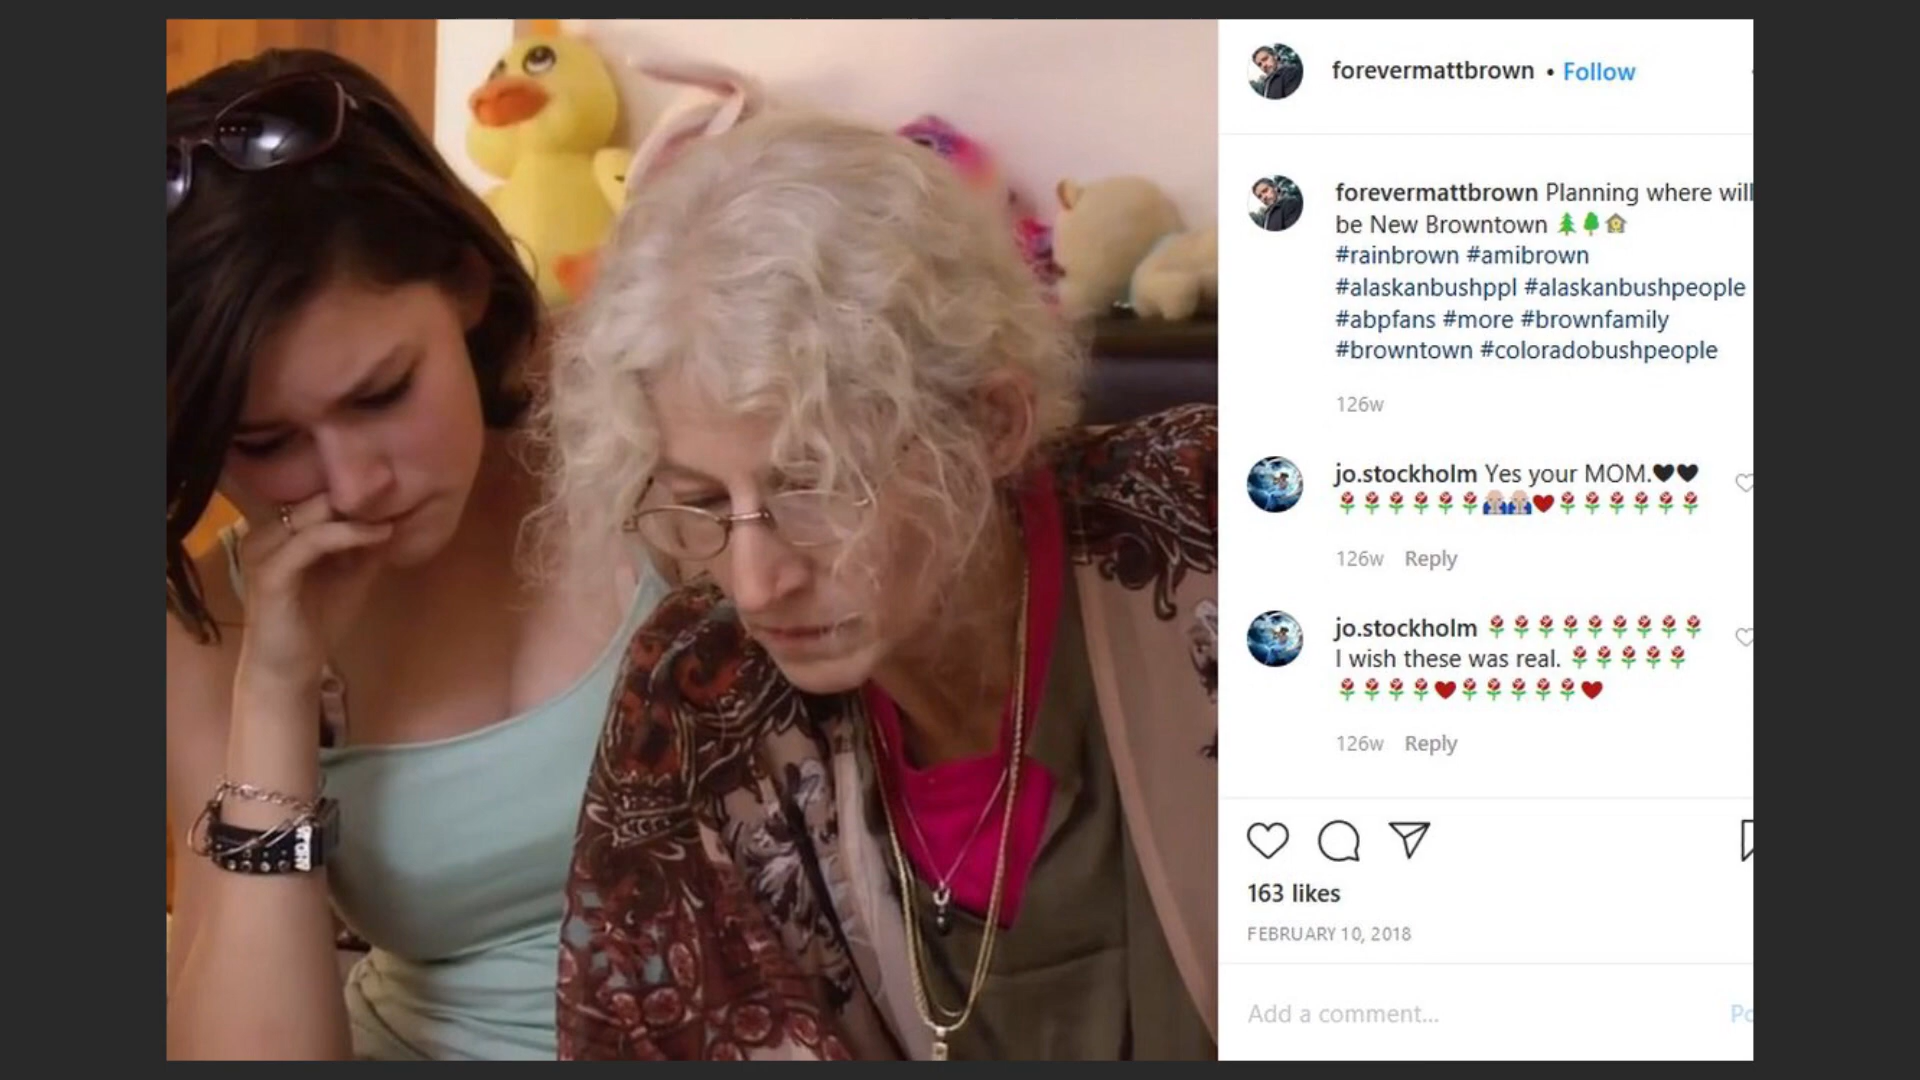 forevermattbrown • Follow
forevermattbrown Planning where will
be New Browntown 🌲🌳🏠
#rainbrown #amibrown
#alaskanbushppl #alaskanbushpeople
#abpfans #more #brownfamily
#browntown #coloradobushpeople
126w
jo.stockholm Yes your MOM.🖤🖤
🌹🌹🌹🌹🌹🌹👵👵❤🌹🌹🌹🌹🌹🌹
126w Reply
jo.stockholm 🌹🌹🌹🌹🌹🌹🌹🌹🌹
I wish these was real. 🌹🌹🌹🌹🌹
🌹🌹🌹🌹❤🌹🌹🌹🌹🌹❤
126w Reply
163 likes
FEBRUARY 10, 2018
Add a comment...